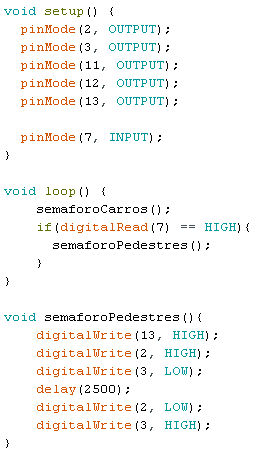 void setup() {
  pinMode(2, OUTPUT);
  pinMode(3, OUTPUT);
  pinMode(11, OUTPUT);
  pinMode(12, OUTPUT);
  pinMode(13, OUTPUT);

  pinMode(7, INPUT);
}

void loop() {
    semaforoCarros();
    if(digitalRead(7) == HIGH){
      semaforoPedestres();
    }
}

void semaforoPedestres(){
    digitalWrite(13, HIGH);
    digitalWrite(2, HIGH);
    digitalWrite(3, LOW);
    delay(2500);
    digitalWrite(2, LOW);
    digitalWrite(3, HIGH);
}